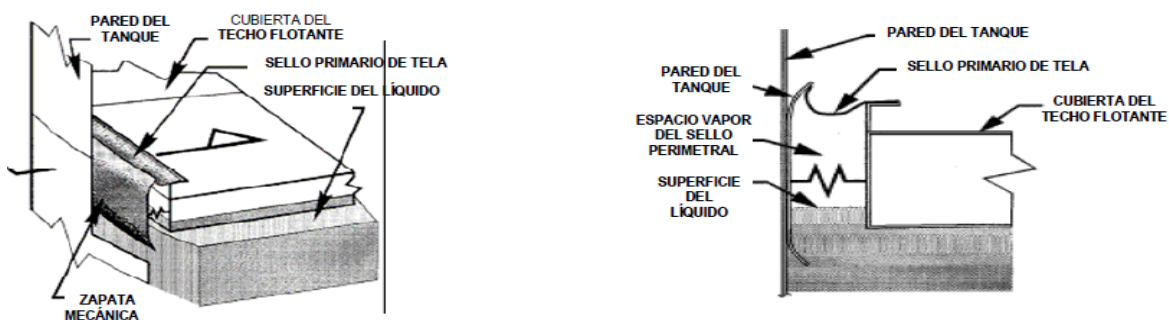 PARED DEL
TANQUE
CUBIERTA DEL
TECHO FLOTANTE
SELLO PRIMARIO DE TELA
SUPERFICIE DEL LÍQUIDO
ZAPATA
MECÁNICA
PARED DEL TANQUE
PARED DEL
TANQUE
SELLO PRIMARIO DE TELA
CUBIERTA DEL
TECHO FLOTANTE
ESPACIO VAPOR
DEL SELLO
PERIMETRAL
SUPERFICIE
DEL
LÍQUIDO